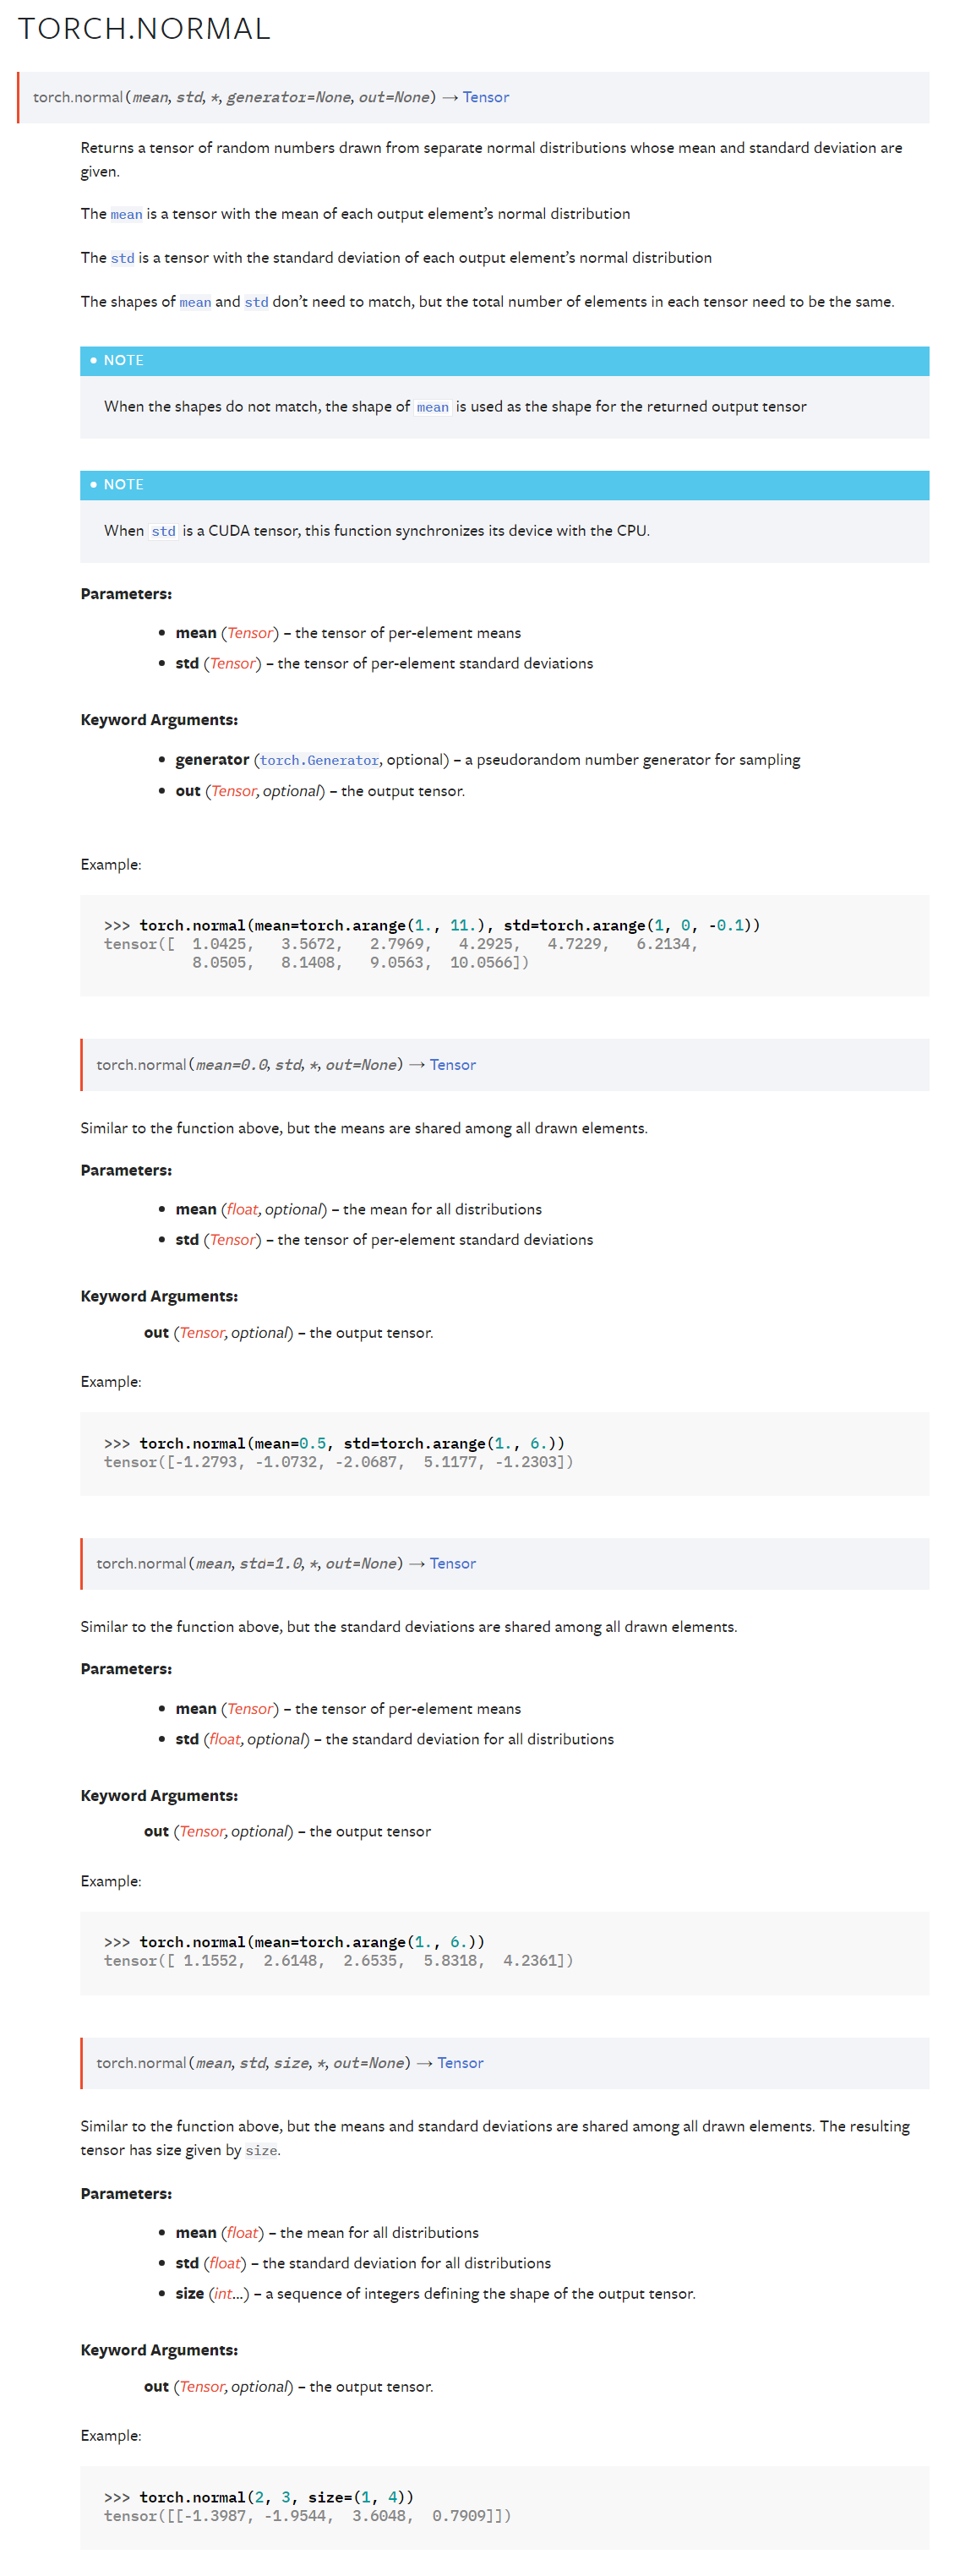 TORCH.NORMAL
torch.normal(mean, std, *, generator=None, out=None) → Tensor
Returns a tensor of random numbers drawn from separate normal distributions whose mean and standard deviation are
given.
The mean is a tensor with the mean of each output element’s normal distribution
The std is a tensor with the standard deviation of each output element’s normal distribution
The shapes of mean and std don’t need to match, but the total number of elements in each tensor need to be the same.
• NOTE
When the shapes do not match, the shape of mean is used as the shape for the returned output tensor
• NOTE
When std is a CUDA tensor, this function synchronizes its device with the CPU.
Parameters:
• mean (Tensor) – the tensor of per-element means
• std (Tensor) – the tensor of per-element standard deviations
Keyword Arguments:
• generator (torch.Generator, optional) – a pseudorandom number generator for sampling
• out (Tensor, optional) – the output tensor.
Example:
>>> torch.normal(mean=torch.arange(1., 11.), std=torch.arange(1, 0, -0.1))
tensor([  1.0425,   3.5672,   2.7969,   4.2925,   4.7229,   6.2134,
          8.0505,   8.1408,   9.0563,  10.0566])
torch.normal(mean=0.0, std, *, out=None) → Tensor
Similar to the function above, but the means are shared among all drawn elements.
Parameters:
• mean (float, optional) – the mean for all distributions
• std (Tensor) – the tensor of per-element standard deviations
Keyword Arguments:
out (Tensor, optional) – the output tensor.
Example:
>>> torch.normal(mean=0.5, std=torch.arange(1., 6.))
tensor([-1.2793, -1.0732, -2.0687,  5.1177, -1.2303])
torch.normal(mean, std=1.0, *, out=None) → Tensor
Similar to the function above, but the standard deviations are shared among all drawn elements.
Parameters:
• mean (Tensor) – the tensor of per-element means
• std (float, optional) – the standard deviation for all distributions
Keyword Arguments:
out (Tensor, optional) – the output tensor
Example:
>>> torch.normal(mean=torch.arange(1., 6.))
tensor([ 1.1552,  2.6148,  2.6535,  5.8318,  4.2361])
torch.normal(mean, std, size, *, out=None) → Tensor
Similar to the function above, but the means and standard deviations are shared among all drawn elements. The resulting
tensor has size given by size.
Parameters:
• mean (float) – the mean for all distributions
• std (float) – the standard deviation for all distributions
• size (int...) – a sequence of integers defining the shape of the output tensor.
Keyword Arguments:
out (Tensor, optional) – the output tensor.
Example:
>>> torch.normal(2, 3, size=(1, 4))
tensor([[-1.3987, -1.9544,  3.6048,  0.7909]])